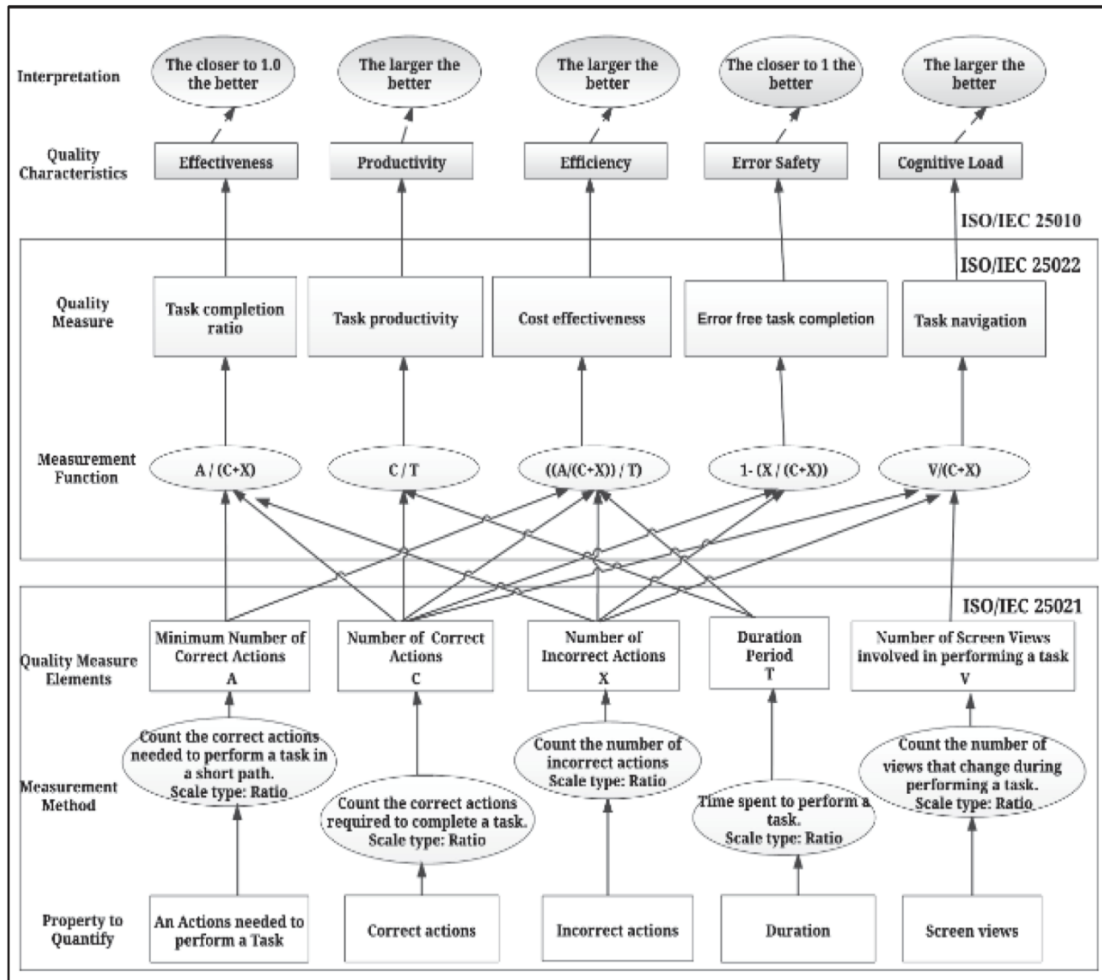 Interpretation
The closer to 1.0
the better
The larger the
better
The larger the
better
The closer to 1 the
better
The larger the
better
Quality
Characteristics
Effectiveness
Productivity
Efficiency
Error Safety
Cognitive Load
ISO/IEC 25010
ISO/IEC 25022
Quality
Measure
Task completion
ratio
Task productivity
Cost effectiveness
Error free task completion
Task navigation
Measurement
Function
A / (C+X)
C / T
((A/(C+X)) / T)
1- (X / (C+X))
V/(C+X)
ISO/IEC 25021
Quality Measure
Elements
Minimum Number of
Correct Actions
A
Number of Correct
Actions
C
Number of
Incorrect Actions
X
Duration
Period
T
Number of Screen Views
involved in performing a task
V
Measurement
Method
Count the correct actions
needed to perform a task in
a short path.
Scale type: Ratio
Count the correct actions
required to complete a task.
Scale type: Ratio
Count the number of
incorrect actions
Scale type: Ratio
Time spent to perform a
task.
Scale type: Ratio
Count the number of
views that change during
performing a task.
Scale type: Ratio
Property to
Quantify
An Actions needed to
perform a Task
Correct actions
Incorrect actions
Duration
Screen views